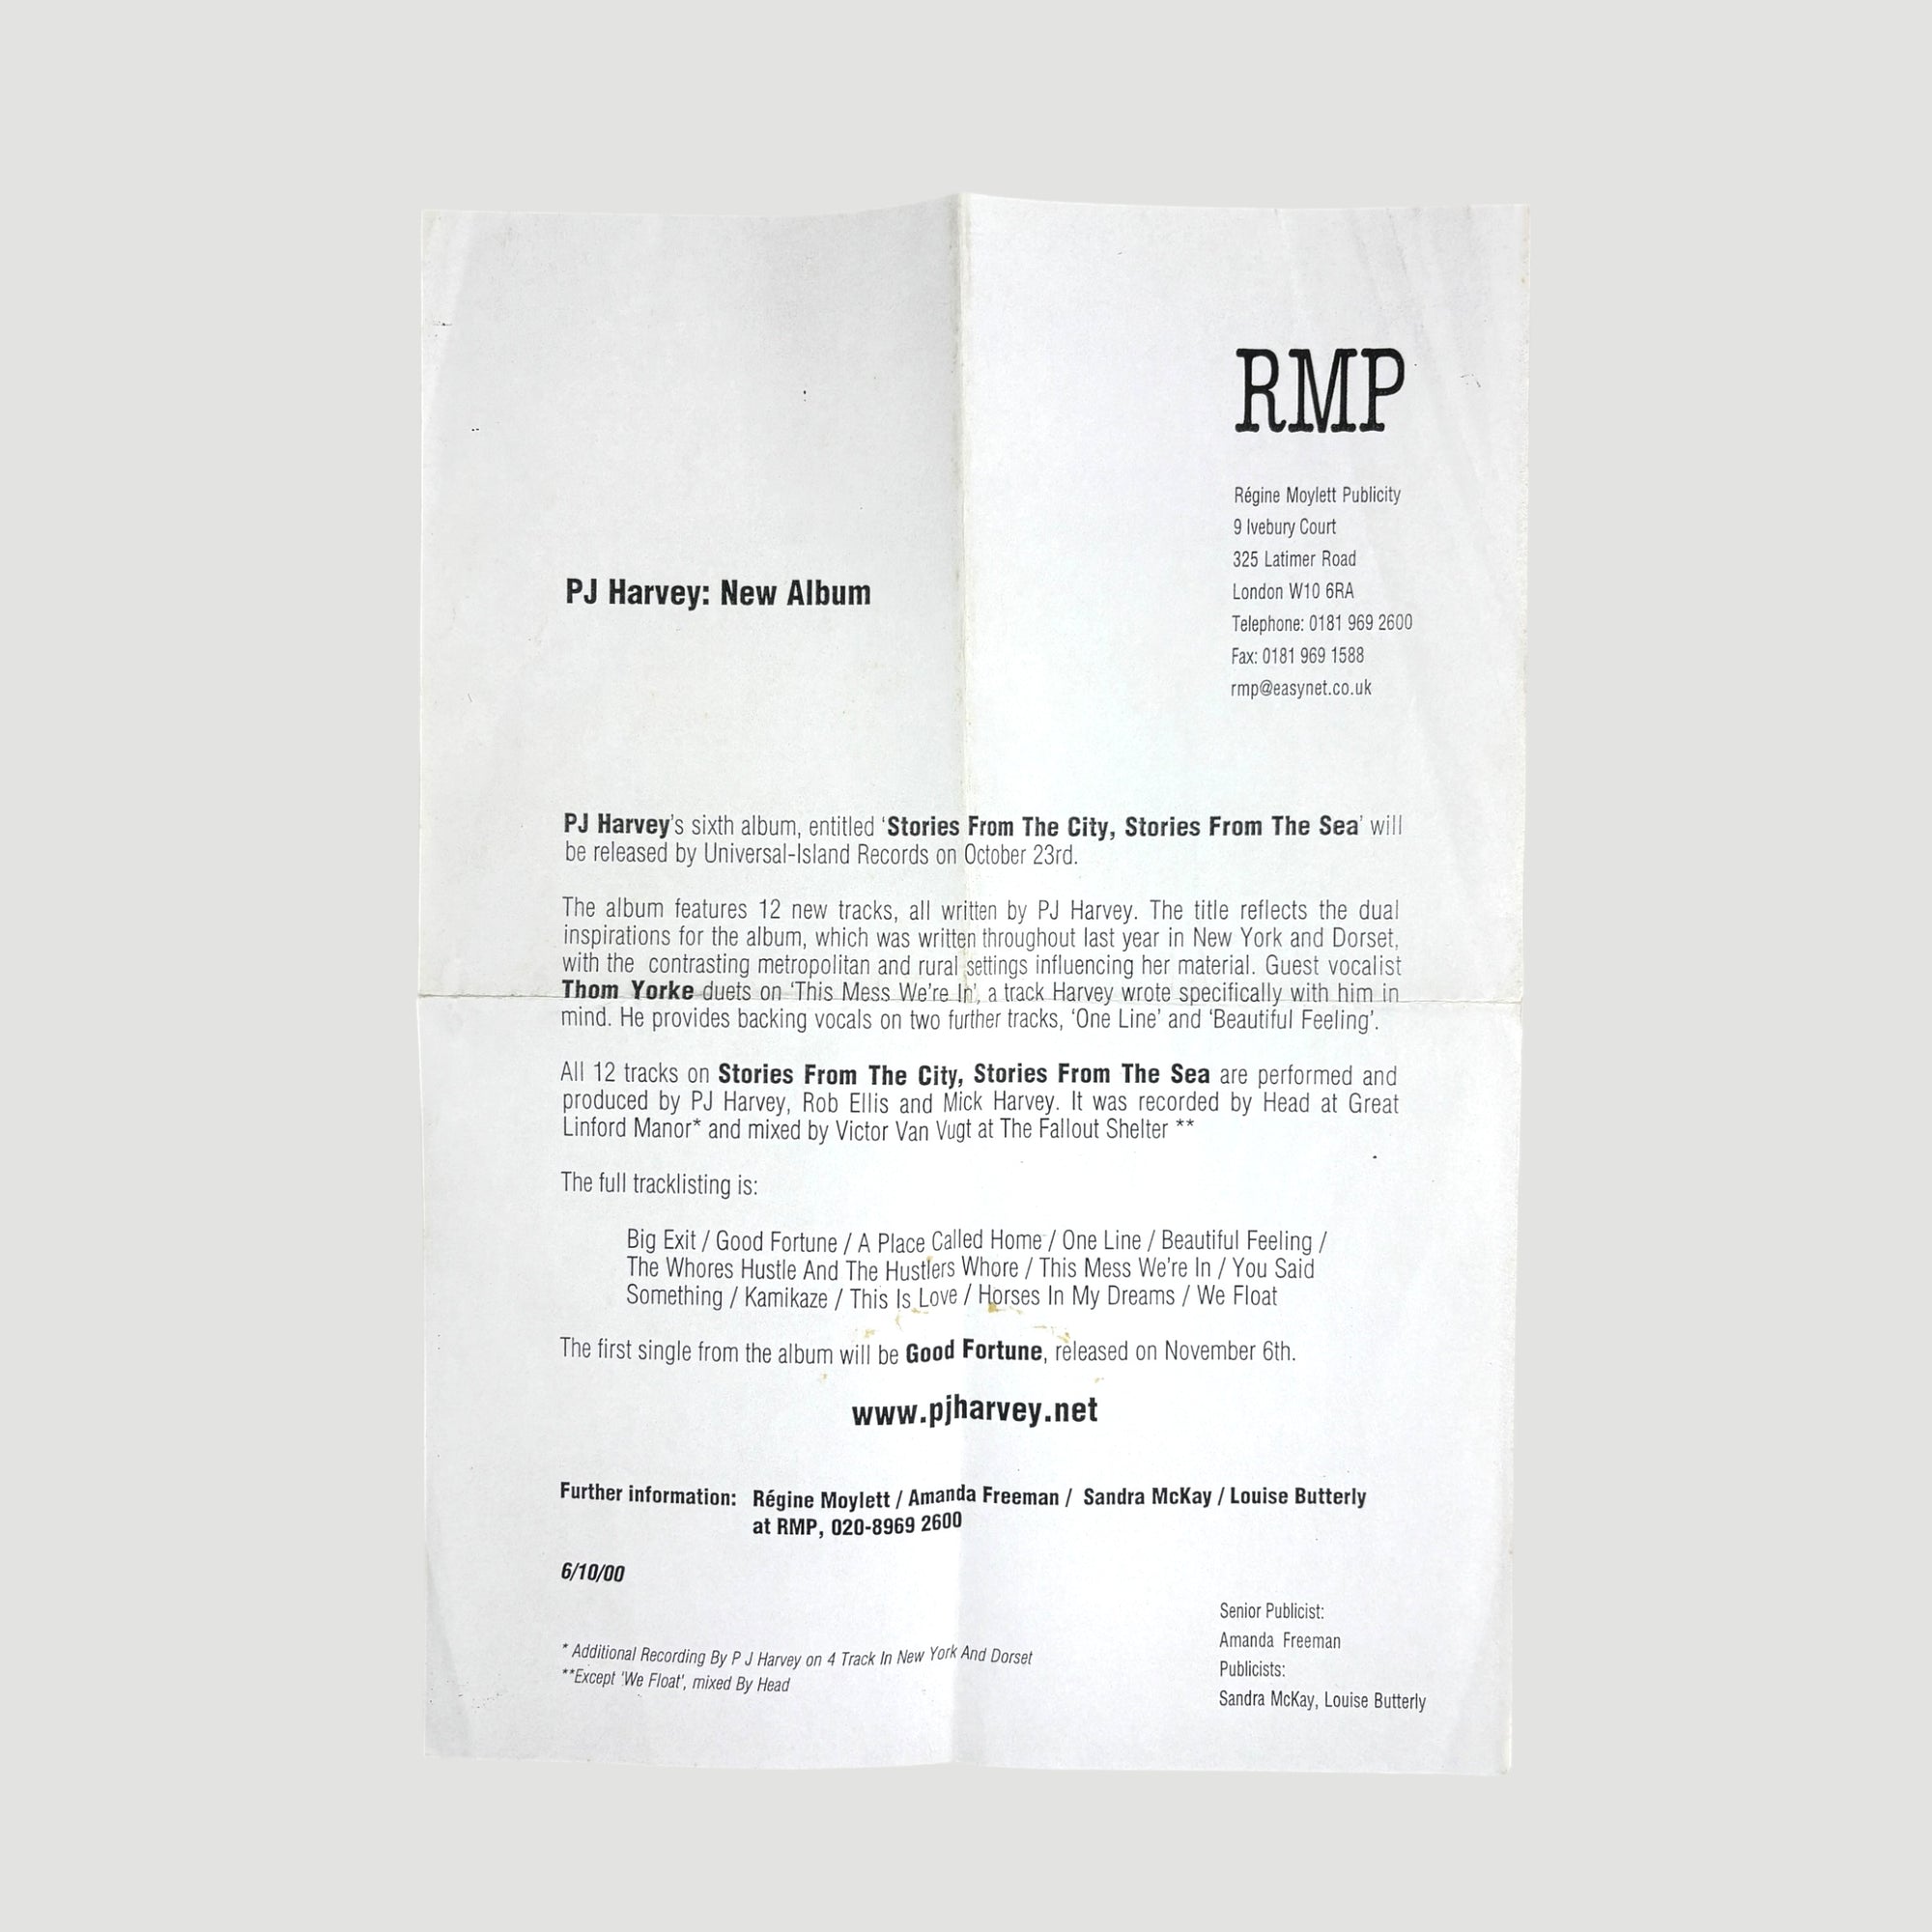 RMP
Régine Moylett Publicity
9 Ivebury Court
325 Latimer Road
London W10 6RA
Telephone: 0181 969 2600
Fax: 0181 969 1588
rmp@easynet.co.uk
PJ Harvey: New Album
PJ Harvey's sixth album, entitled ‘Stories From The City, Stories From The Sea’ will
be released by Universal-Island Records on October 23rd.
The album features 12 new tracks, all written by PJ Harvey. The title reflects the dual
inspirations for the album, which was written throughout last year in New York and Dorset,
with the contrasting metropolitan and rural settings influencing her material. Guest vocalist
Thom Yorke duets on ‘This Mess We’re In’, a track Harvey wrote specifically with him in
mind. He provides backing vocals on two further tracks, ‘One Line’ and ‘Beautiful Feeling’.
All 12 tracks on Stories From The City, Stories From The Sea are performed and
produced by PJ Harvey, Rob Ellis and Mick Harvey. It was recorded by Head at Great
Linford Manor* and mixed by Victor Van Vugt at The Fallout Shelter **
The full tracklisting is:
Big Exit / Good Fortune / A Place Called Home / One Line / Beautiful Feeling /
The Whores Hustle And The Hustlers Whore / This Mess We’re In / You Said
Something / Kamikaze / This Is Love / Horses In My Dreams / We Float
The first single from the album will be Good Fortune, released on November 6th.
www.pjharvey.net
Further information: Régine Moylett / Amanda Freeman / Sandra McKay / Louise Butterly
at RMP, 020-8969 2600
6/10/00
* Additional Recording By P J Harvey on 4 Track In New York And Dorset
**Except 'We Float', mixed By Head
Senior Publicist:
Amanda Freeman
Publicists:
Sandra McKay, Louise Butterly